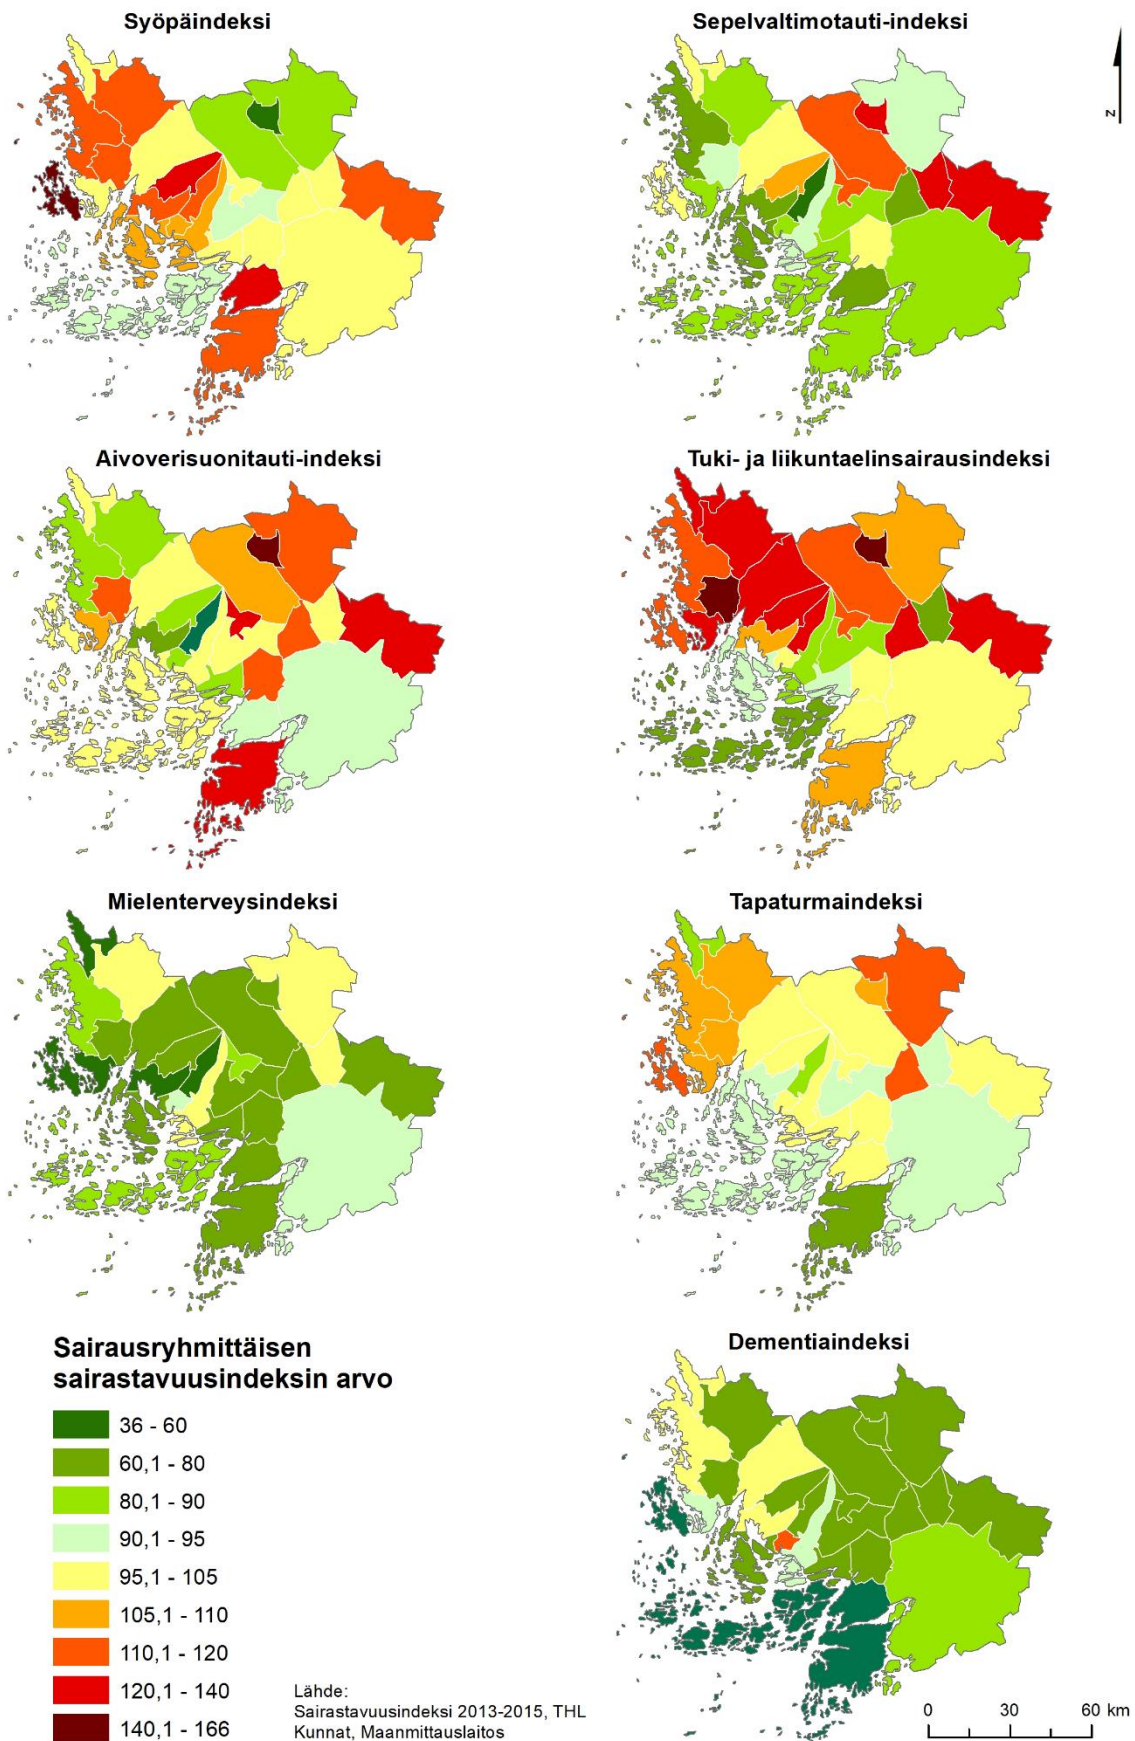 Syöpäindeksi
Sepelvaltimotauti-indeksi
N
Aivoverisuonitauti-indeksi
Tuki- ja liikuntaelinsairausindeksi
Mielenterveysindeksi
Tapaturmaindeksi
Dementiaindeksi
Sairausryhmittäisen
sairastavuusindeksin arvo
36 - 60
60,1 - 80
80,1 - 90
90,1 - 95
95,1 - 105
105,1 - 110
110,1 - 120
120,1 - 140
140,1 - 166
Lähde:
Sairastavuusindeksi 2013-2015, THL
Kunnat, Maanmittauslaitos
0 30 60 km